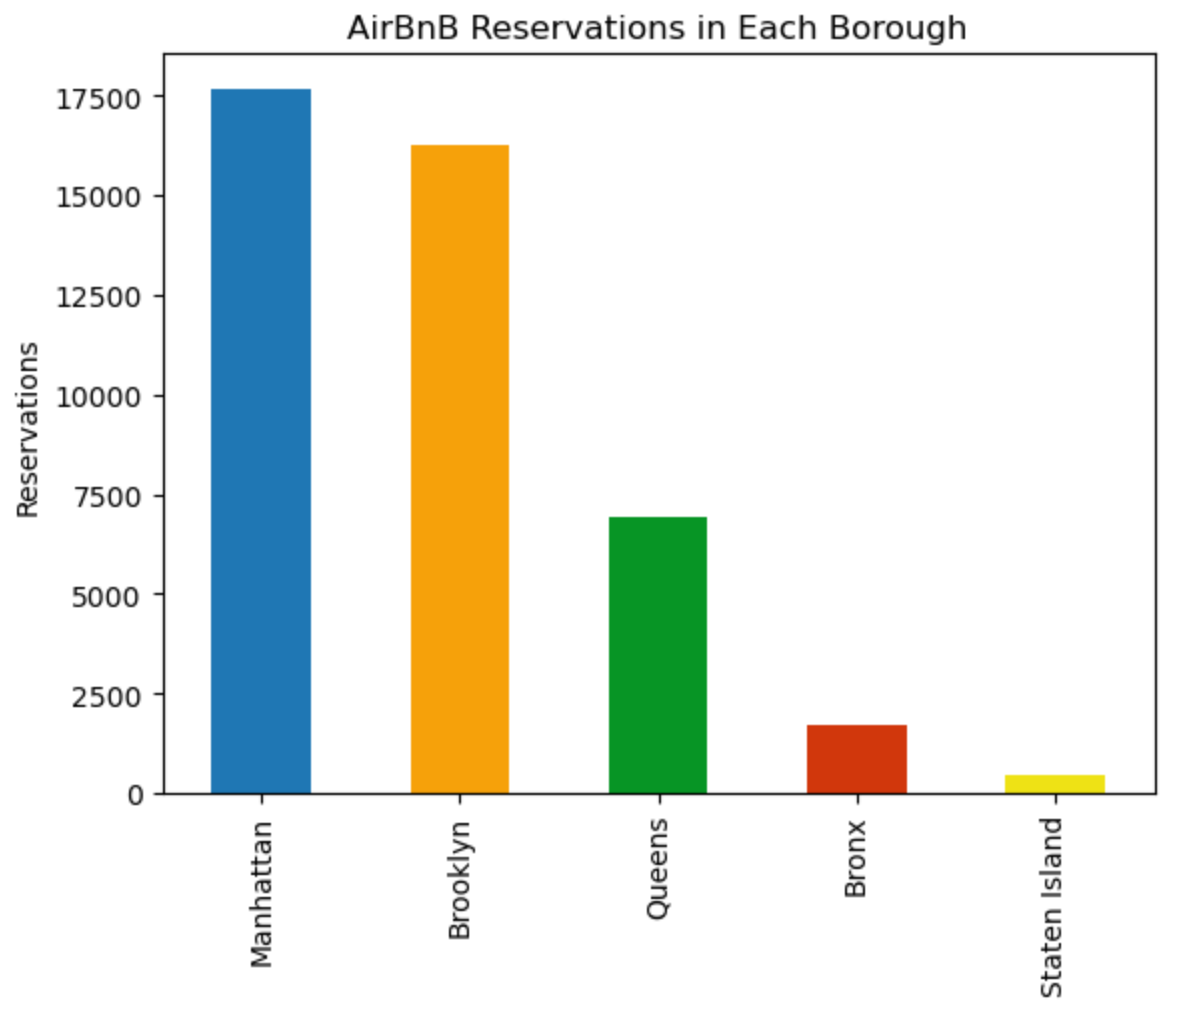 AirBnB Reservations in Each Borough
17500
15000
12500
10000
7500
5000
2500
0
Reservations
Manhattan
Brooklyn
Queens
Bronx
Staten Island